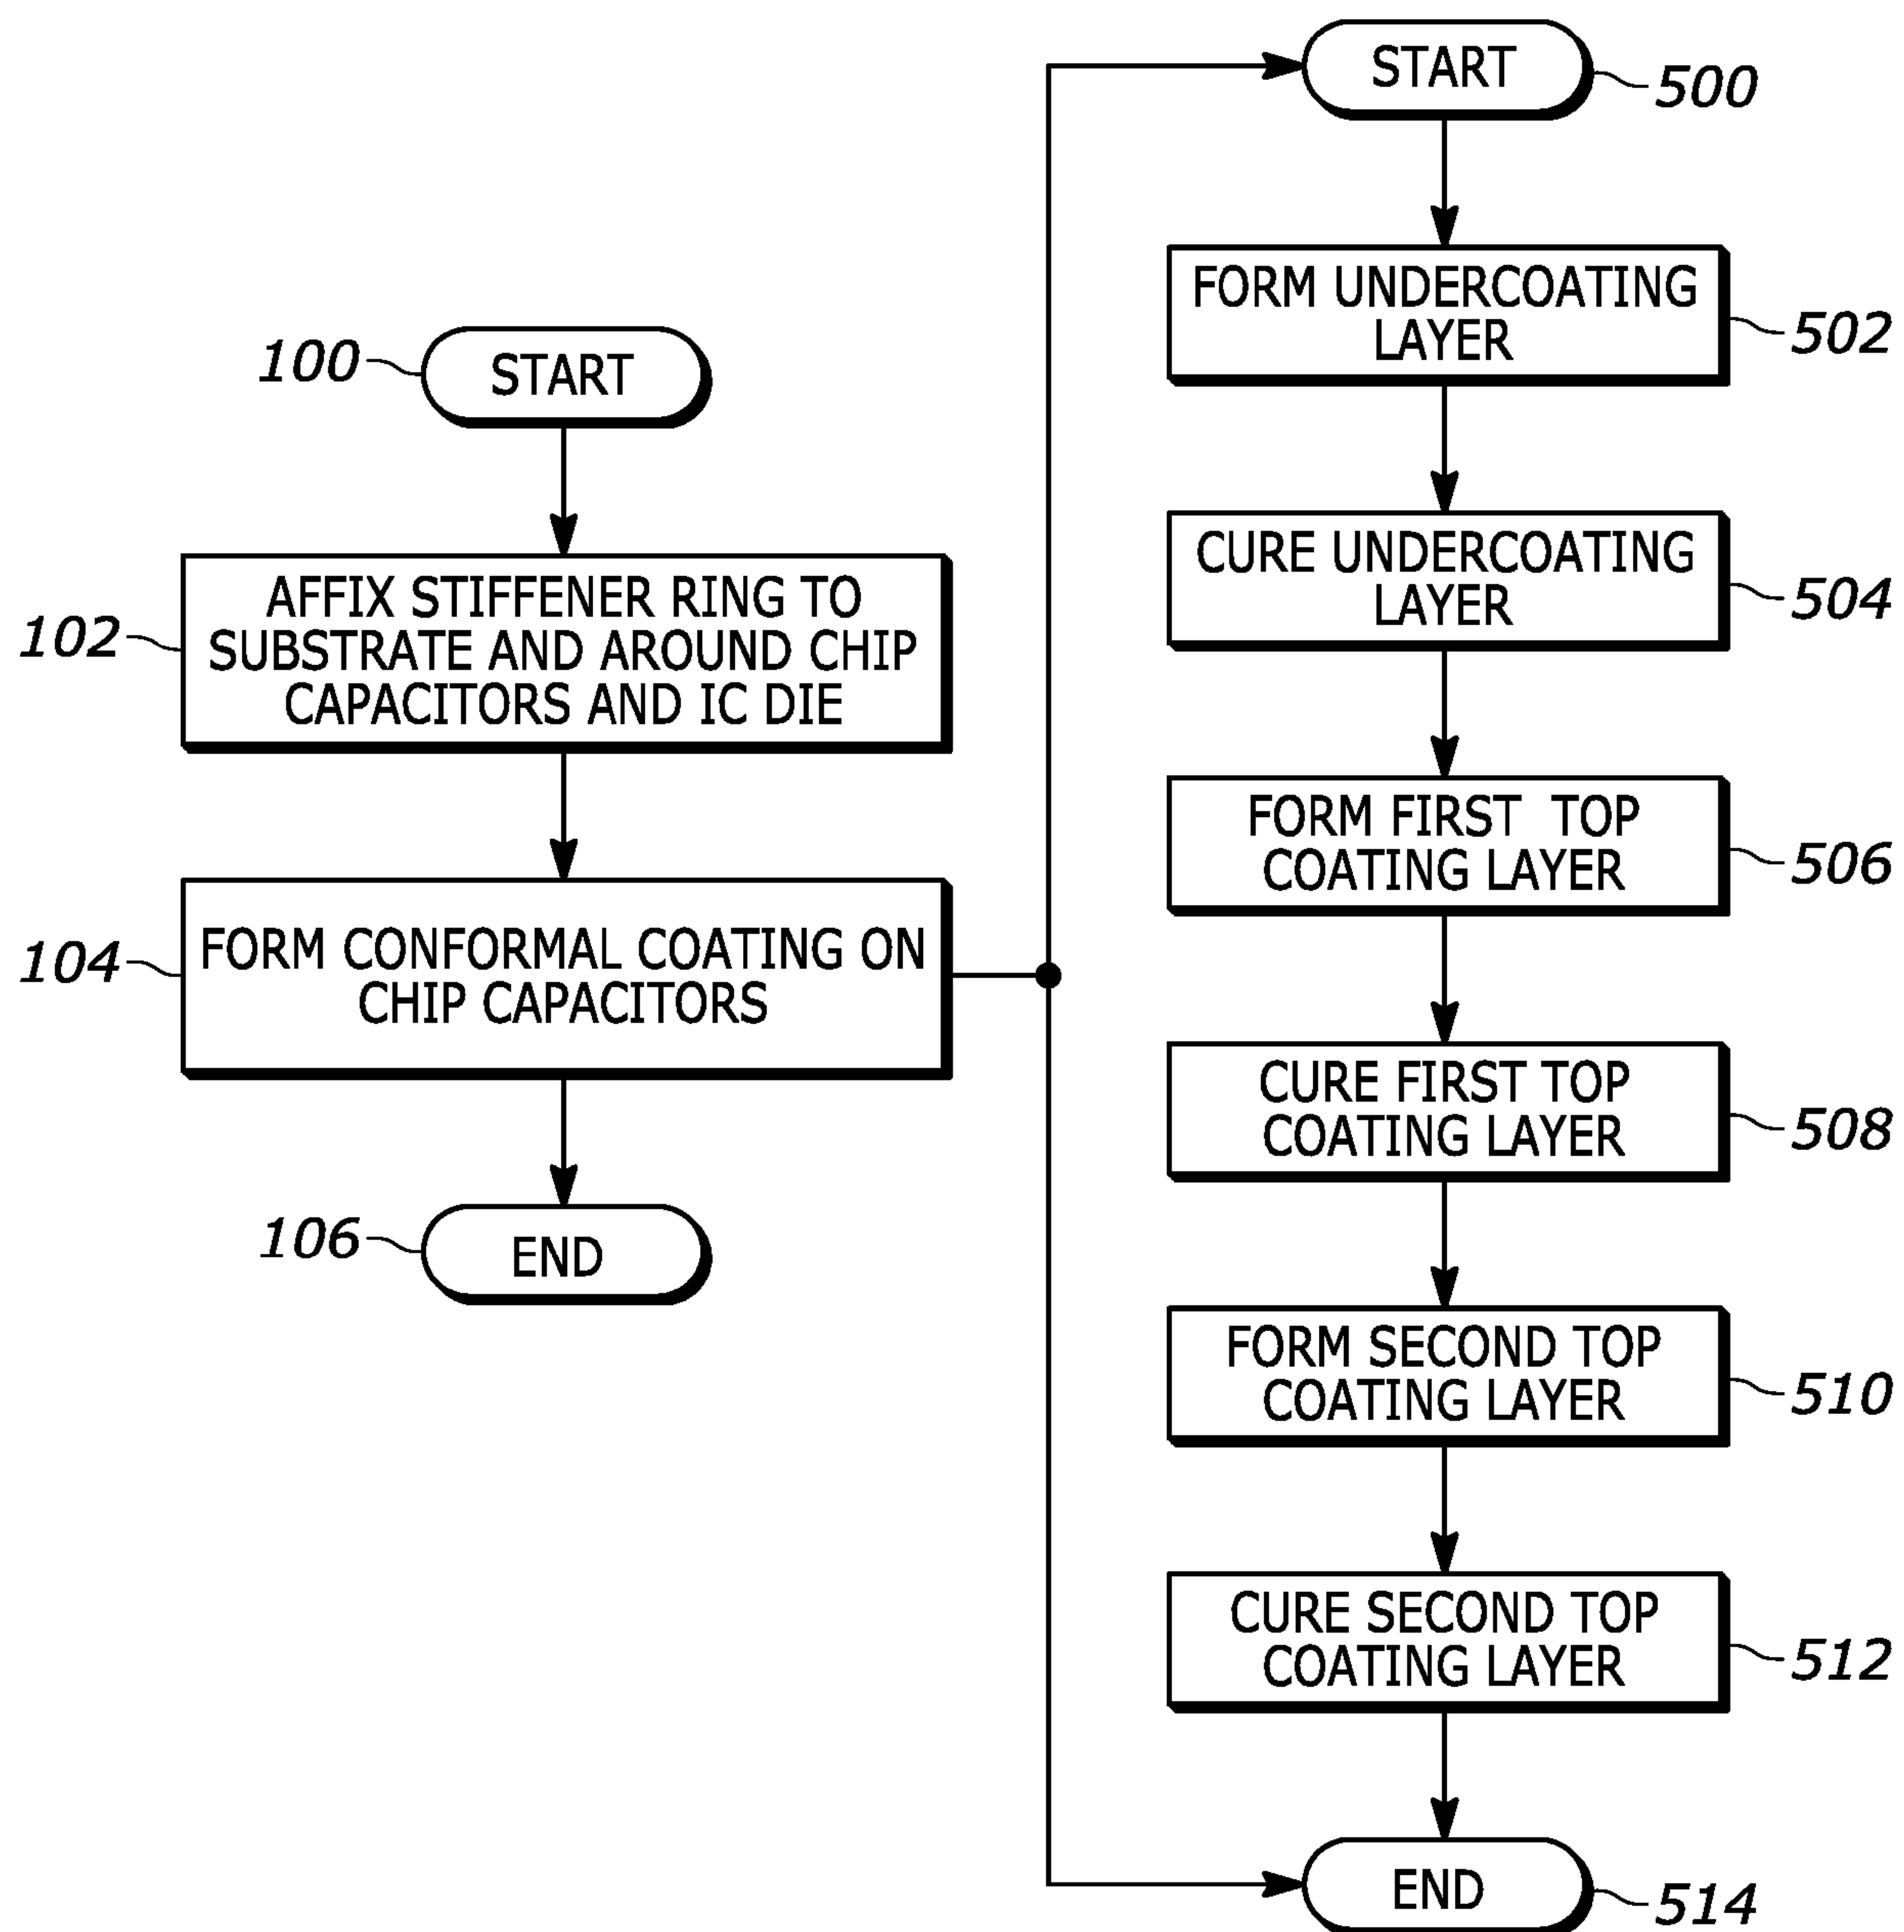 100
START
102
AFFIX STIFFENER RING TO
SUBSTRATE AND AROUND CHIP
CAPACITORS AND IC DIE
104
FORM CONFORMAL COATING ON
CHIP CAPACITORS
106
END
START
500
FORM UNDERCOATING
LAYER
502
CURE UNDERCOATING
LAYER
504
FORM FIRST TOP
COATING LAYER
506
CURE FIRST TOP
COATING LAYER
508
FORM SECOND TOP
COATING LAYER
510
CURE SECOND TOP
COATING LAYER
512
END
514